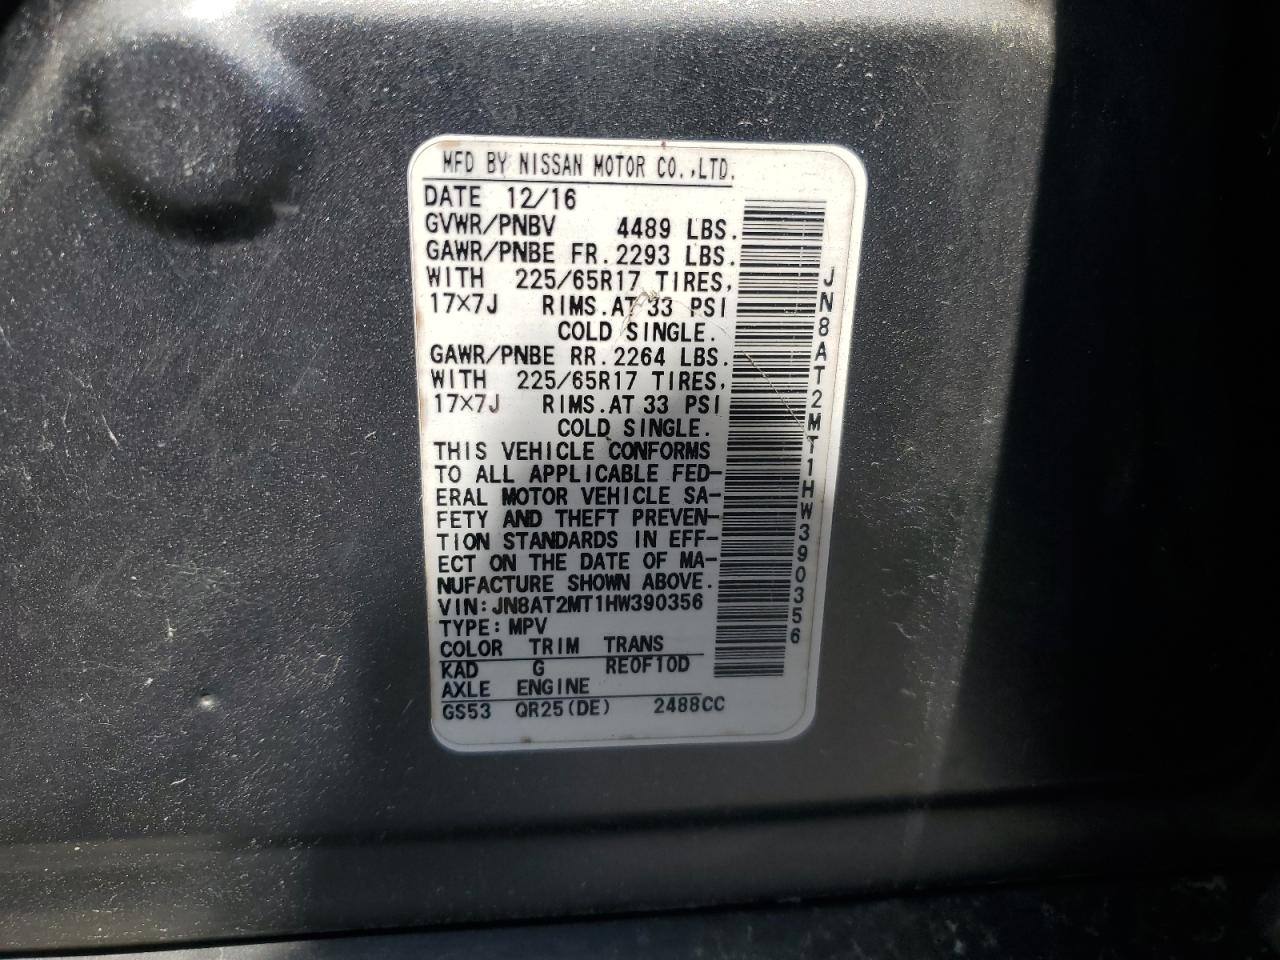 MFD BY NISSAN MOTOR CO.,LTD.
DATE 12/16
GVWR/PNBV 4489 LBS.
GAWR/PNBE FR. 2293 LBS.
WITH 225/65R17 TIRES,
17×7J RIMS. AT 33 PSI
COLD SINGLE.
GAWR/PNBE RR. 2264 LBS.
WITH 225/65R17 TIRES,
17×7J RIMS. AT 33 PSI
COLD SINGLE.
THIS VEHICLE CONFORMS
TO ALL APPLICABLE FED-
ERAL MOTOR VEHICLE SA-
FETY AND THEFT PREVEN-
TION STANDARDS IN EFF-
ECT ON THE DATE OF MA-
NUFACTURE SHOWN ABOVE.
VIN: JN8AT2MT1HW390356
TYPE: MPV
COLOR TRIM TRANS
KAD G RE0F10D
AXLE ENGINE
GS53 QR25(DE) 2488CC
JN8AT2MT1HW390356